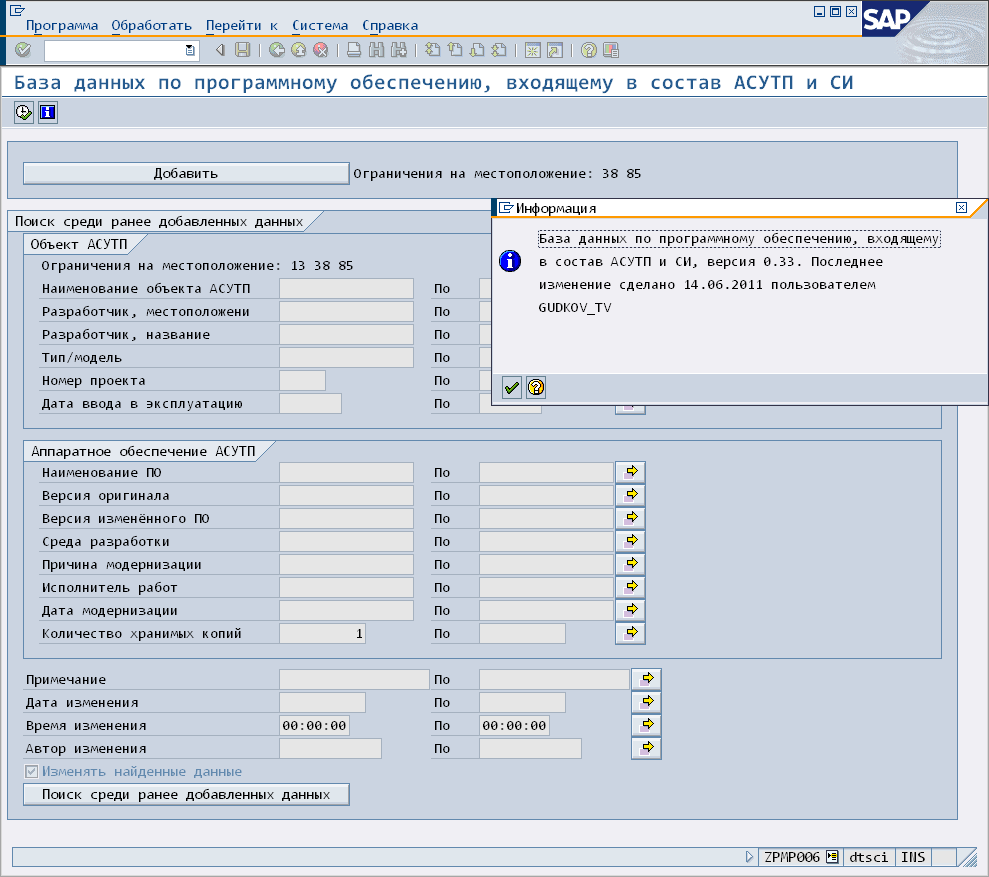 Программа Обработать Перейти к Система Справка
SAP
База данных по программному обеспечению, входящему в состав АСУТП и СИ
Добавить Ограничения на местоположение: 38 85
Поиск среди ранее добавленных данных
Объект АСУТП
Ограничения на местоположение: 13 38 85
Наименование объекта АСУТП По
Разработчик, местоположени По
Разработчик, название По
Тип/модель По
Номер проекта По
Дата ввода в эксплуатацию По
Информация
База данных по программному обеспечению, входящему
в состав АСУТП и СИ, версия 0.33. Последнее
изменение сделано 14.06.2011 пользователем
GUDKOV_TV
Аппаратное обеспечение АСУТП
Наименование ПО По
Версия оригинала По
Версия изменённого ПО По
Среда разработки По
Причина модернизации По
Исполнитель работ По
Дата модернизации По
Количество хранимых копий 1 По
Примечание По
Дата изменения По
Время изменения 00:00:00 По 00:00:00
Автор изменения По
Изменять найденные данные
Поиск среди ранее добавленных данных
ZPMP006 dtsci INS